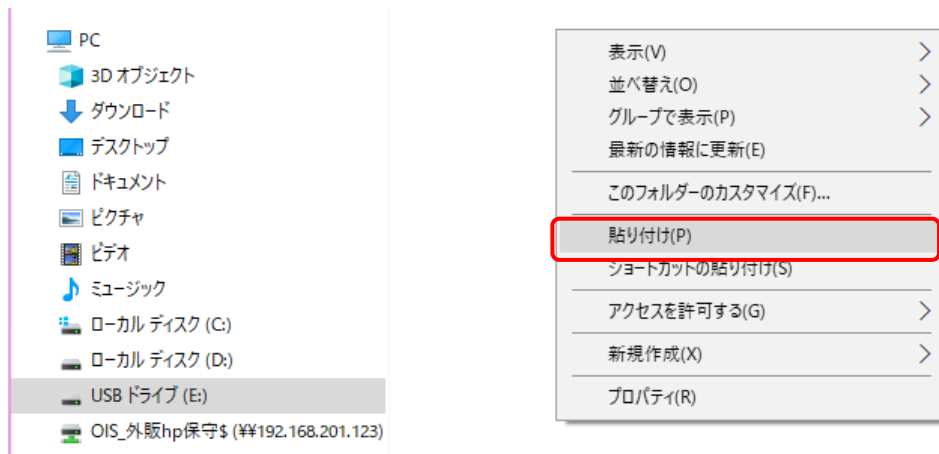 PC
3D オブジェクト
ダウンロード
デスクトップ
ドキュメント
ピクチャ
ビデオ
ミュージック
ローカル ディスク (C:)
ローカル ディスク (D:)
USB ドライブ (E:)
OIS_外販hp保守$ (¥¥192.168.201.123)
表示(V)
並べ替え(O)
グループで表示(P)
最新の情報に更新(E)
このフォルダーのカスタマイズ(F)...
貼り付け(P)
ショートカットの貼り付け(S)
アクセスを許可する(G)
新規作成(X)
プロパティ(R)